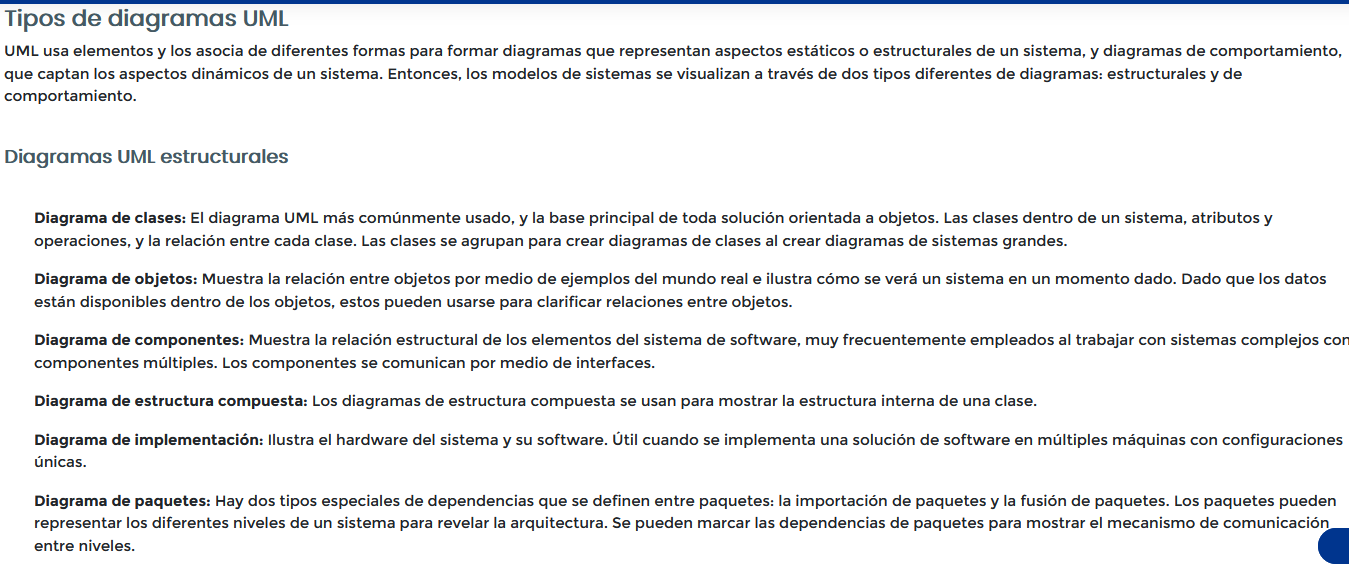 Tipos de diagramas UML
UML usa elementos y los asocia de diferentes formas para formar diagramas que representan aspectos estáticos o estructurales de un sistema, y diagramas de comportamiento,
que captan los aspectos dinámicos de un sistema. Entonces, los modelos de sistemas se visualizan a través de dos tipos diferentes de diagramas: estructurales y de
comportamiento.
Diagramas UML estructurales
Diagrama de clases: El diagrama UML más comúnmente usado, y la base principal de toda solución orientada a objetos. Las clases dentro de un sistema, atributos y
operaciones, y la relación entre cada clase. Las clases se agrupan para crear diagramas de clases al crear diagramas de sistemas grandes.
Diagrama de objetos: Muestra la relación entre objetos por medio de ejemplos del mundo real e ilustra cómo se verá un sistema en un momento dado. Dado que los datos
están disponibles dentro de los objetos, estos pueden usarse para clarificar relaciones entre objetos.
Diagrama de componentes: Muestra la relación estructural de los elementos del sistema de software, muy frecuentemente empleados al trabajar con sistemas complejos con
componentes múltiples. Los componentes se comunican por medio de interfaces.
Diagrama de estructura compuesta: Los diagramas de estructura compuesta se usan para mostrar la estructura interna de una clase.
Diagrama de implementación: Ilustra el hardware del sistema y su software. Útil cuando se implementa una solución de software en múltiples máquinas con configuraciones
únicas.
Diagrama de paquetes: Hay dos tipos especiales de dependencias que se definen entre paquetes: la importación de paquetes y la fusión de paquetes. Los paquetes pueden
representar los diferentes niveles de un sistema para revelar la arquitectura. Se pueden marcar las dependencias de paquetes para mostrar el mecanismo de comunicación
entre niveles.